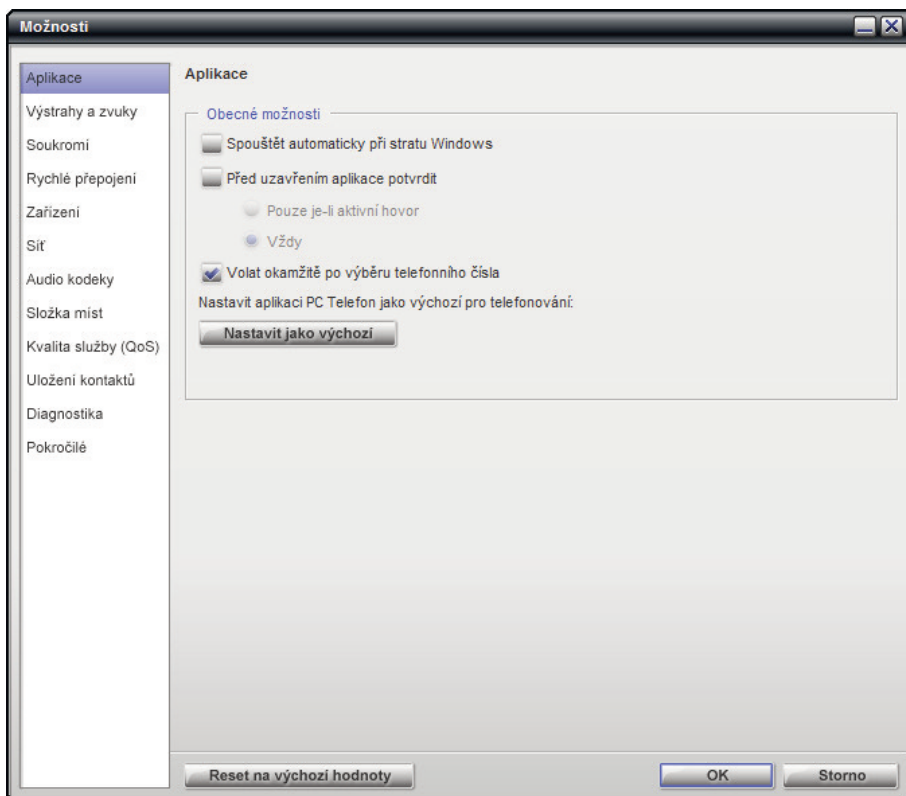 Možnosti
Aplikace
Výstrahy a zvuky
Soukromí
Rychlé přepojení
Zařízení
Síť
Audio kodeky
Složka míst
Kvalita služby (QoS)
Uložení kontaktů
Diagnostika
Pokročilé
Aplikace
Obecné možnosti
Spouštět automaticky při stratu Windows
Před uzavřením aplikace potvrdit
Pouze je-li aktivní hovor
Vždy
Volat okamžitě po výběru telefonního čísla
Nastavit aplikaci PC Telefon jako výchozí pro telefonování:
Nastavit jako výchozí
Reset na výchozí hodnoty
OK
Storno